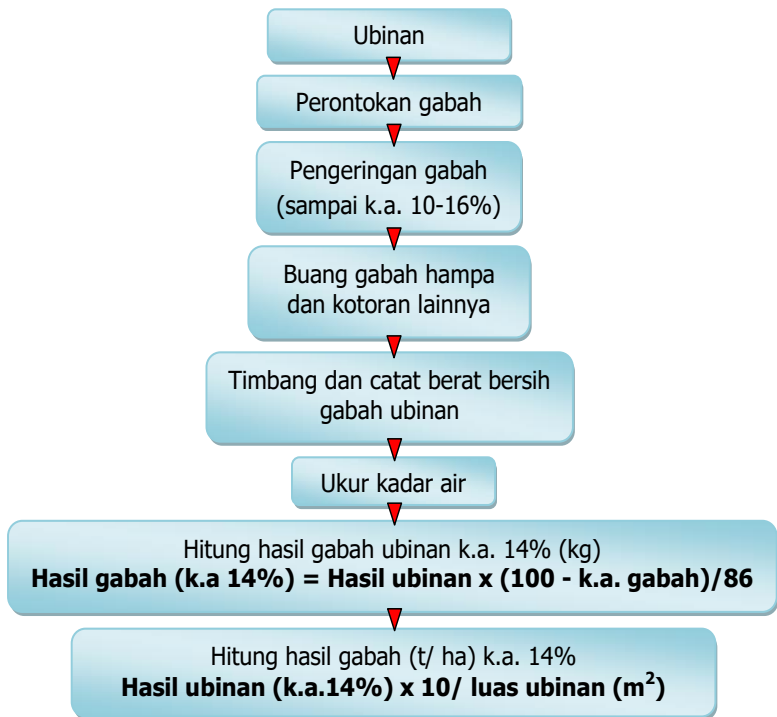 Ubinan
Perontokan gabah
Pengeringan gabah
(sampai k.a. 10-16%)
Buang gabah hampa
dan kotoran lainnya
Timbang dan catat berat bersih
gabah ubinan
Ukur kadar air
Hitung hasil gabah ubinan k.a. 14% (kg)
Hasil gabah (k.a 14%) = Hasil ubinan x (100 - k.a. gabah)/86
Hitung hasil gabah (t/ ha) k.a. 14%
Hasil ubinan (k.a.14%) x 10/ luas ubinan (m²)